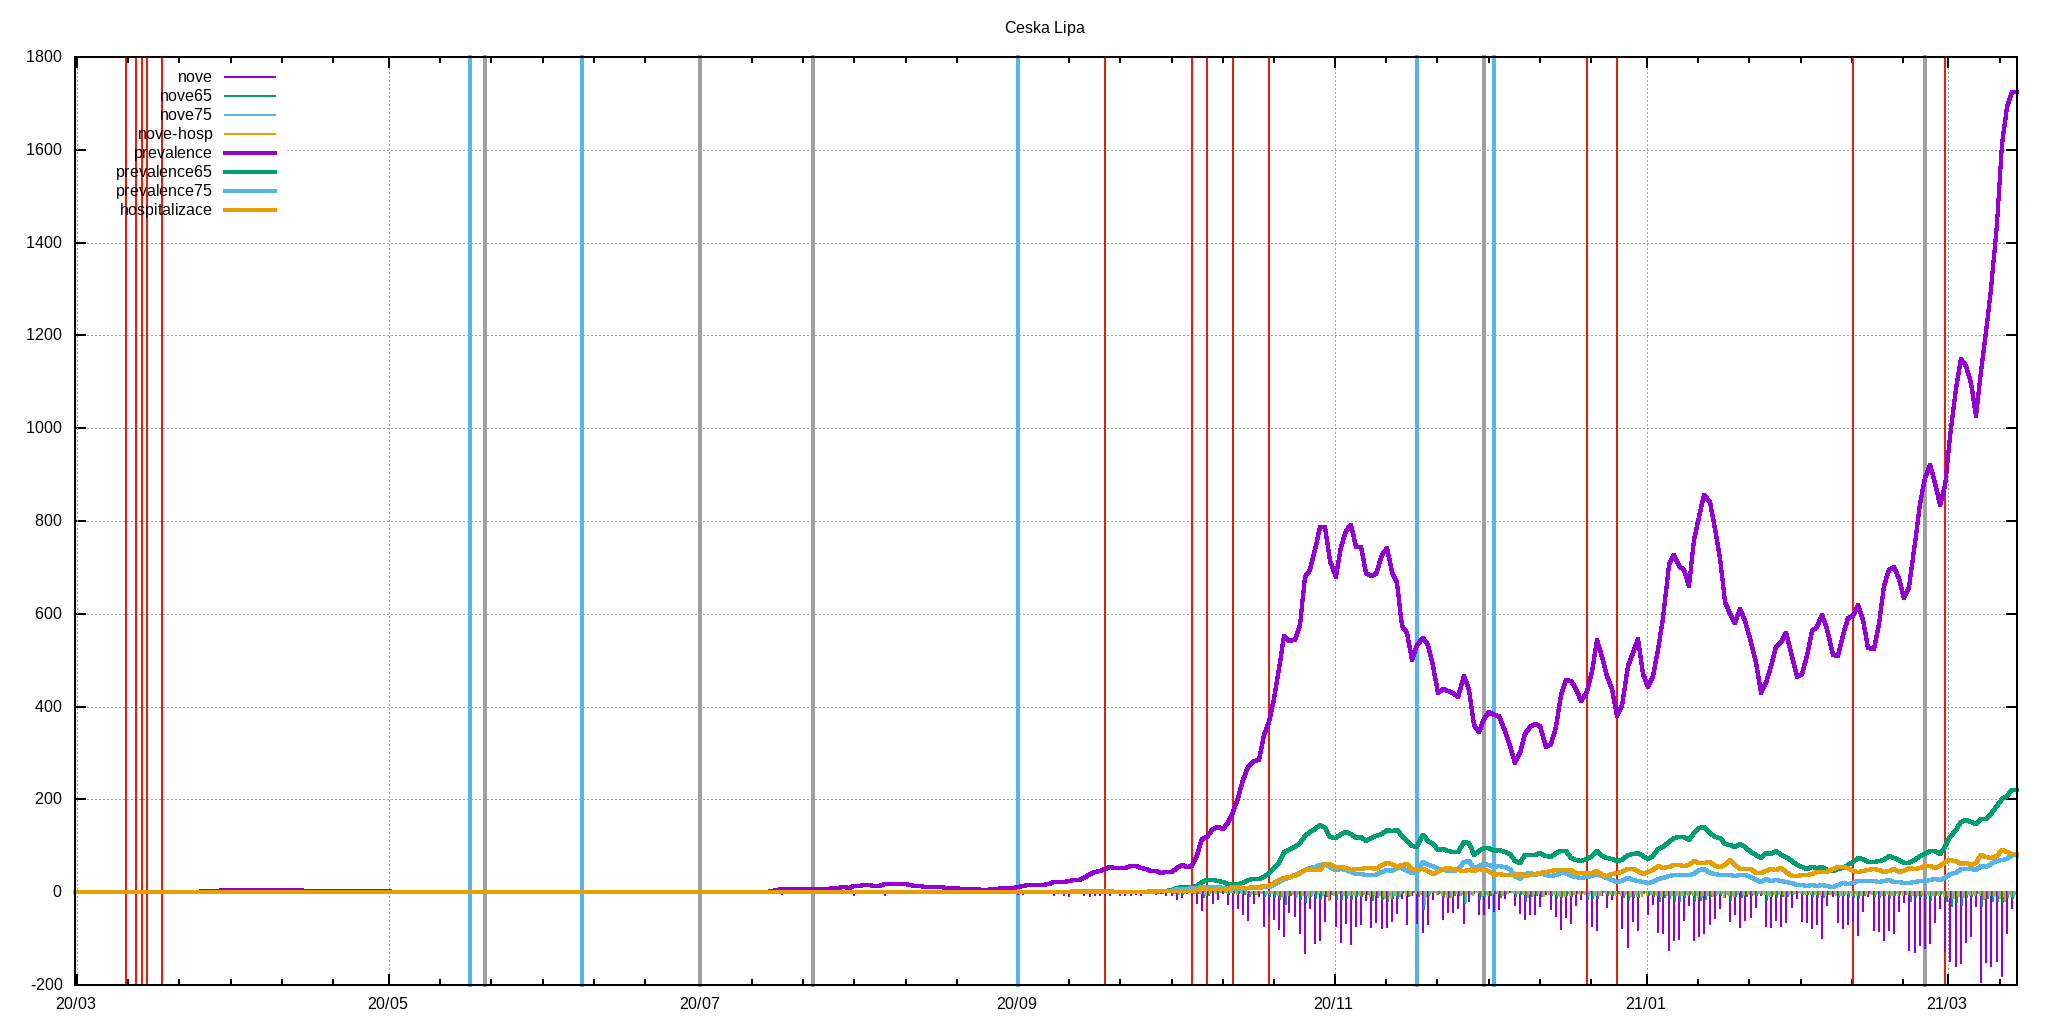 Ceska Lipa
1800
1600
1400
1200
1000
800
600
400
200
0
-200
nove
nove65
nove75
nove-hosp
prevalence
prevalence65
prevalence75
hospitalizace
20/03 20/05 20/07 20/09 20/11 21/01 21/03